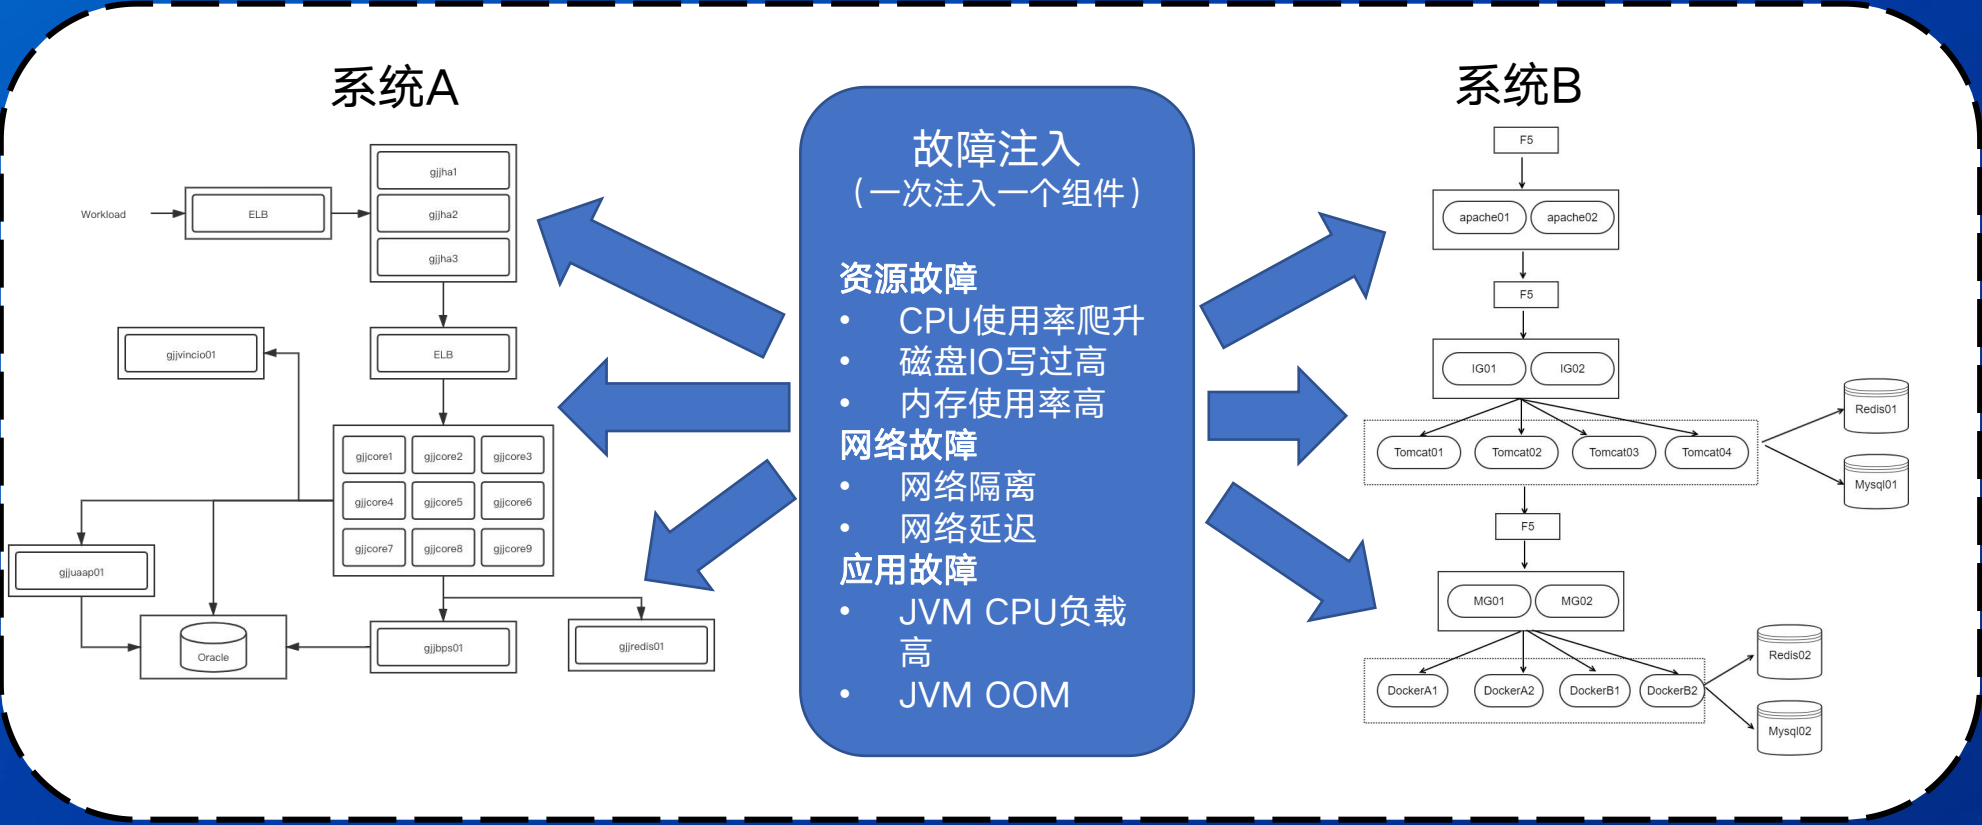 系统A
Workload
ELB
gjjha1
gjjha2
gjjha3
gjjvincio01
ELB
gjjcore1
gjjcore2
gjjcore3
gjjcore4
gjjcore5
gjjcore6
gjjcore7
gjjcore8
gjjcore9
gjjuaap01
Oracle
gjjbps01
gjjredis01
故障注入
（一次注入一个组件）
资源故障
• CPU使用率爬升
• 磁盘IO写过高
• 内存使用率高
网络故障
• 网络隔离
• 网络延迟
应用故障
• JVM CPU负载
高
• JVM OOM
系统B
F5
apache01
apache02
F5
IG01
IG02
Tomcat01
Tomcat02
Tomcat03
Tomcat04
Redis01
Mysql01
F5
MG01
MG02
DockerA1
DockerA2
DockerB1
DockerB2
Redis02
Mysql02